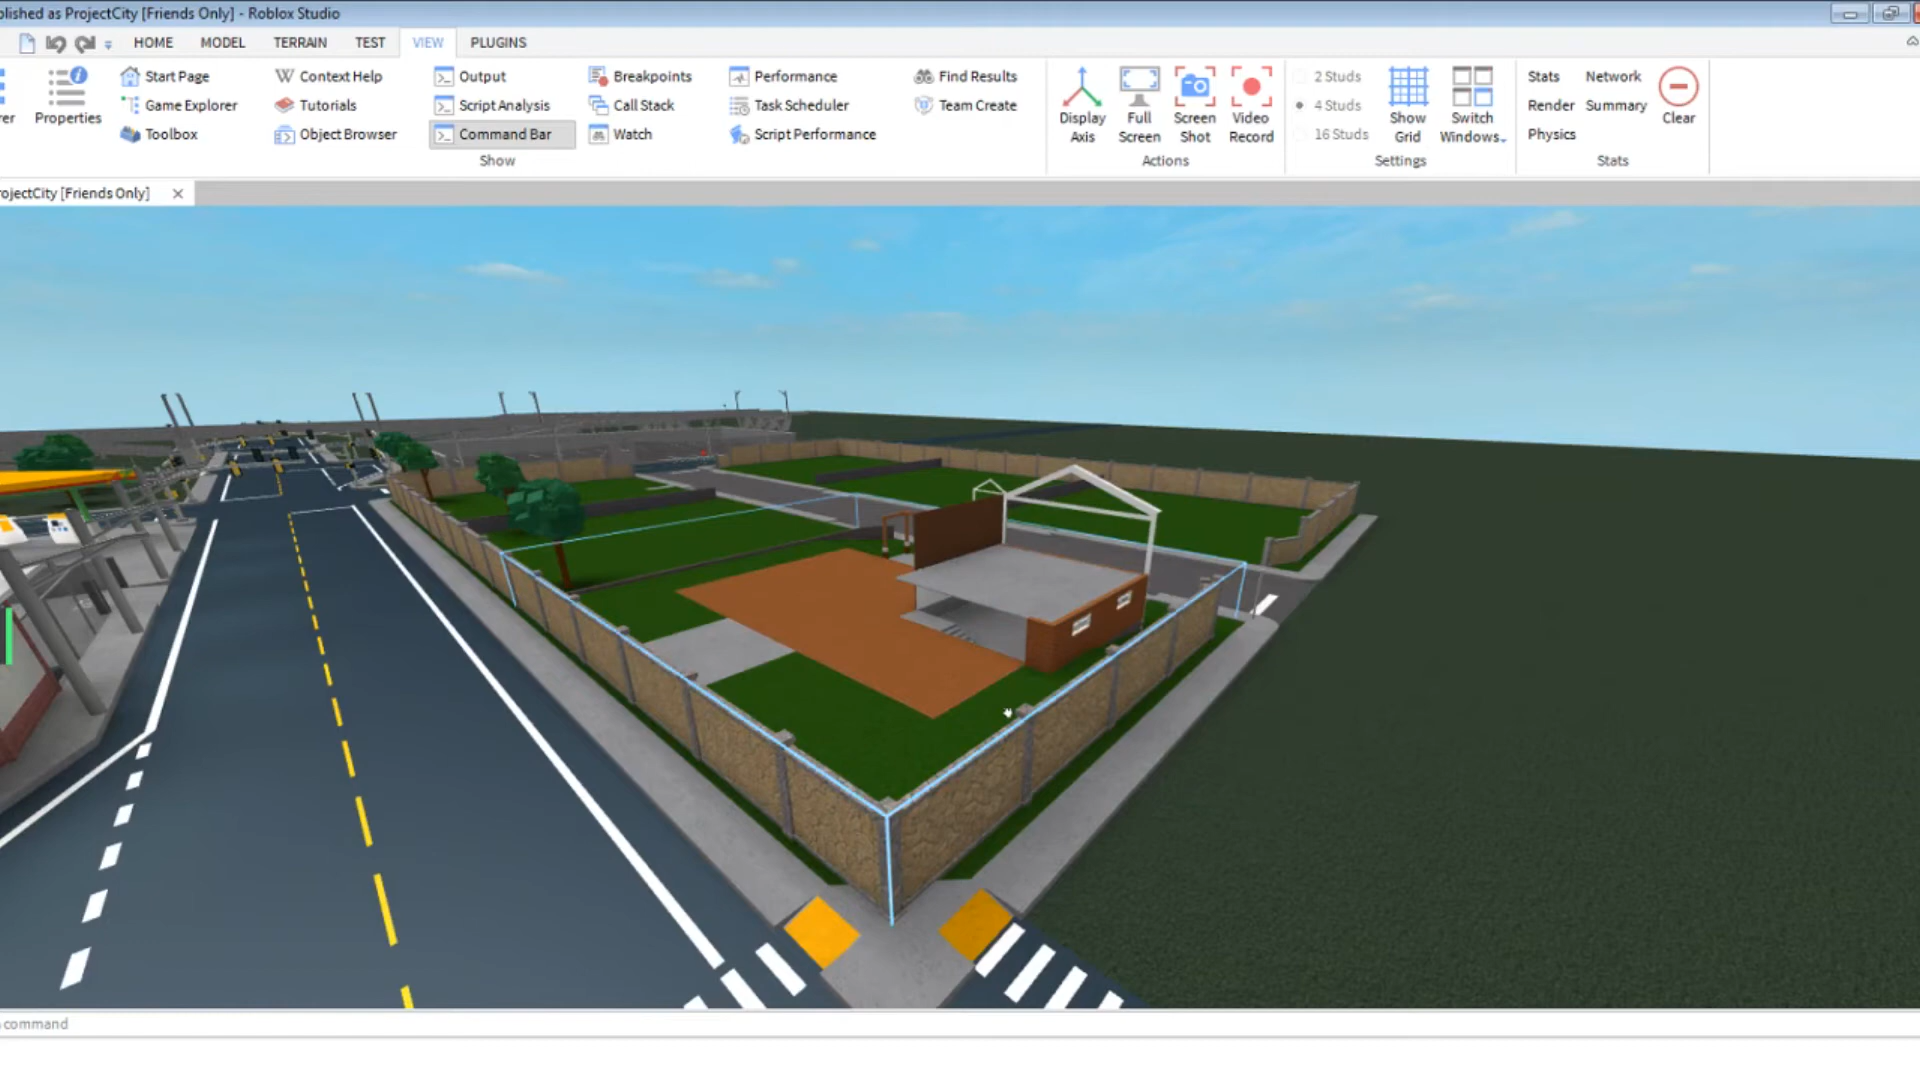 blished as ProjectCity [Friends Only] - Roblox Studio
HOME MODEL TERRAIN TEST VIEW PLUGINS
Start Page Context Help Output Breakpoints Performance Find Results 2 Studs Stats Network
rer Properties Game Explorer Tutorials Script Analysis Call Stack Task Scheduler Team Create Display Axis Full Screen Screen Shot Video Record 4 Studs Show Grid Switch Windows Render Summary Clear
Toolbox Object Browser Command Bar Watch Script Performance 16 Studs Physics
Show Actions Settings Stats
rojectCity [Friends Only]
command